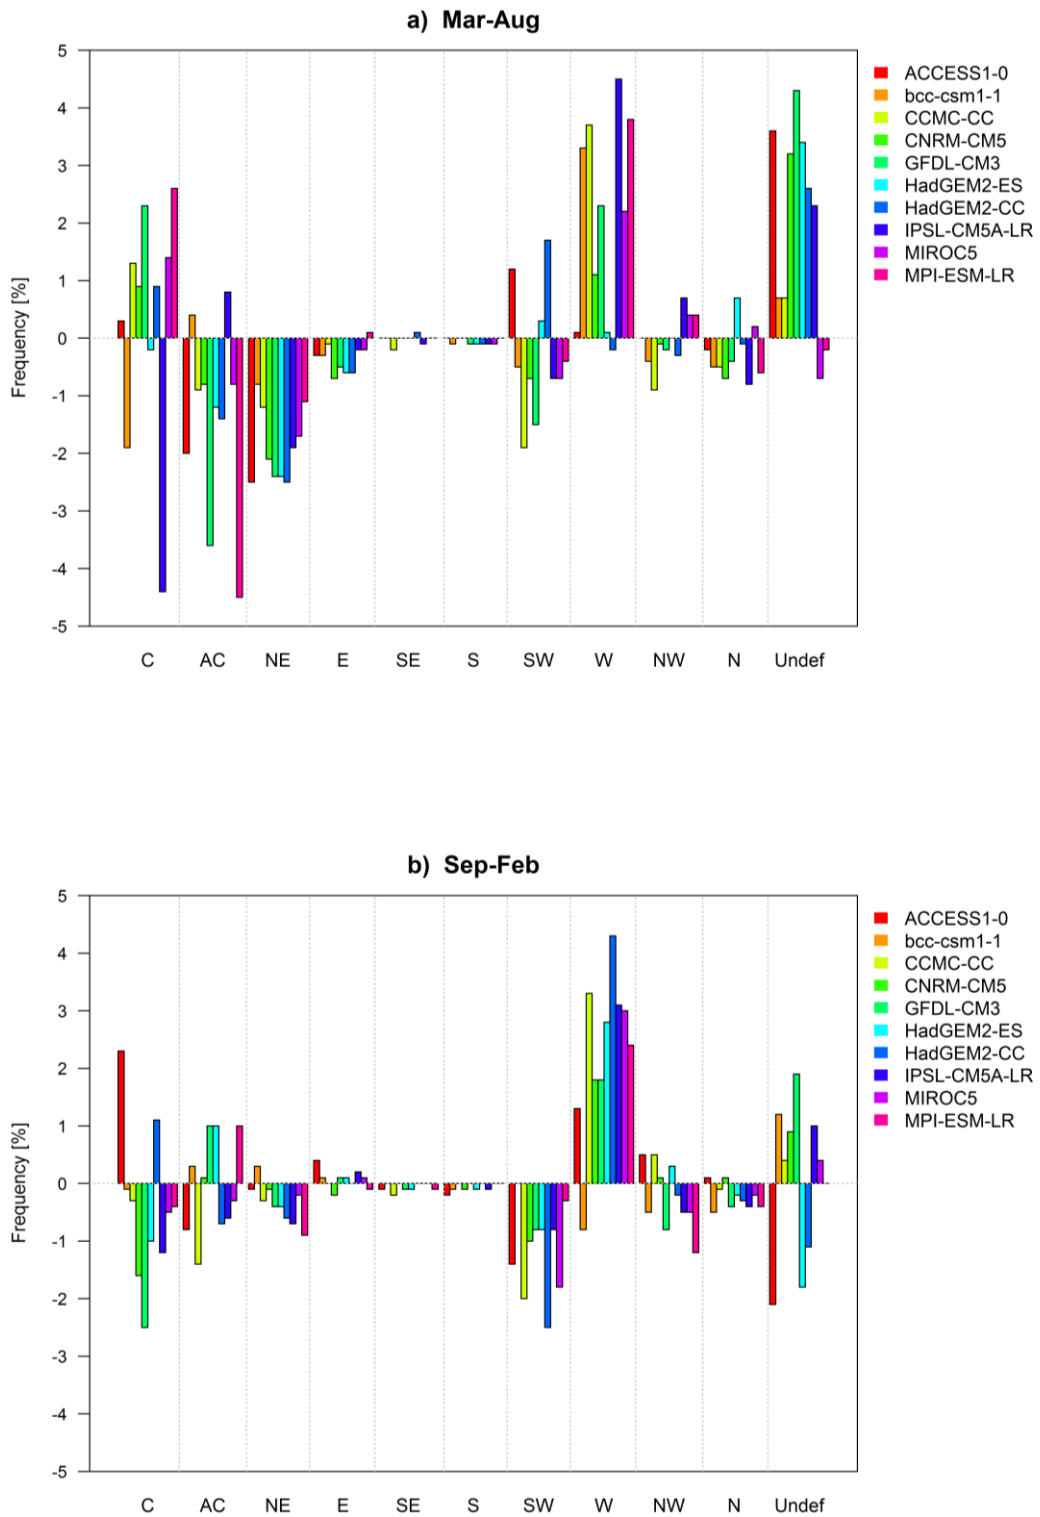 a) Mar-Aug
5
4
3
2
1
0
-1
-2
-3
-4
-5
Frequency [%]
C AC NE E SE S SW W NW N Undef
ACCESS1-0
bcc-csm1-1
CCMC-CC
CNRM-CM5
GFDL-CM3
HadGEM2-ES
HadGEM2-CC
IPSL-CM5A-LR
MIROC5
MPI-ESM-LR
b) Sep-Feb
5
4
3
2
1
0
-1
-2
-3
-4
-5
Frequency [%]
C AC NE E SE S SW W NW N Undef
ACCESS1-0
bcc-csm1-1
CCMC-CC
CNRM-CM5
GFDL-CM3
HadGEM2-ES
HadGEM2-CC
IPSL-CM5A-LR
MIROC5
MPI-ESM-LR